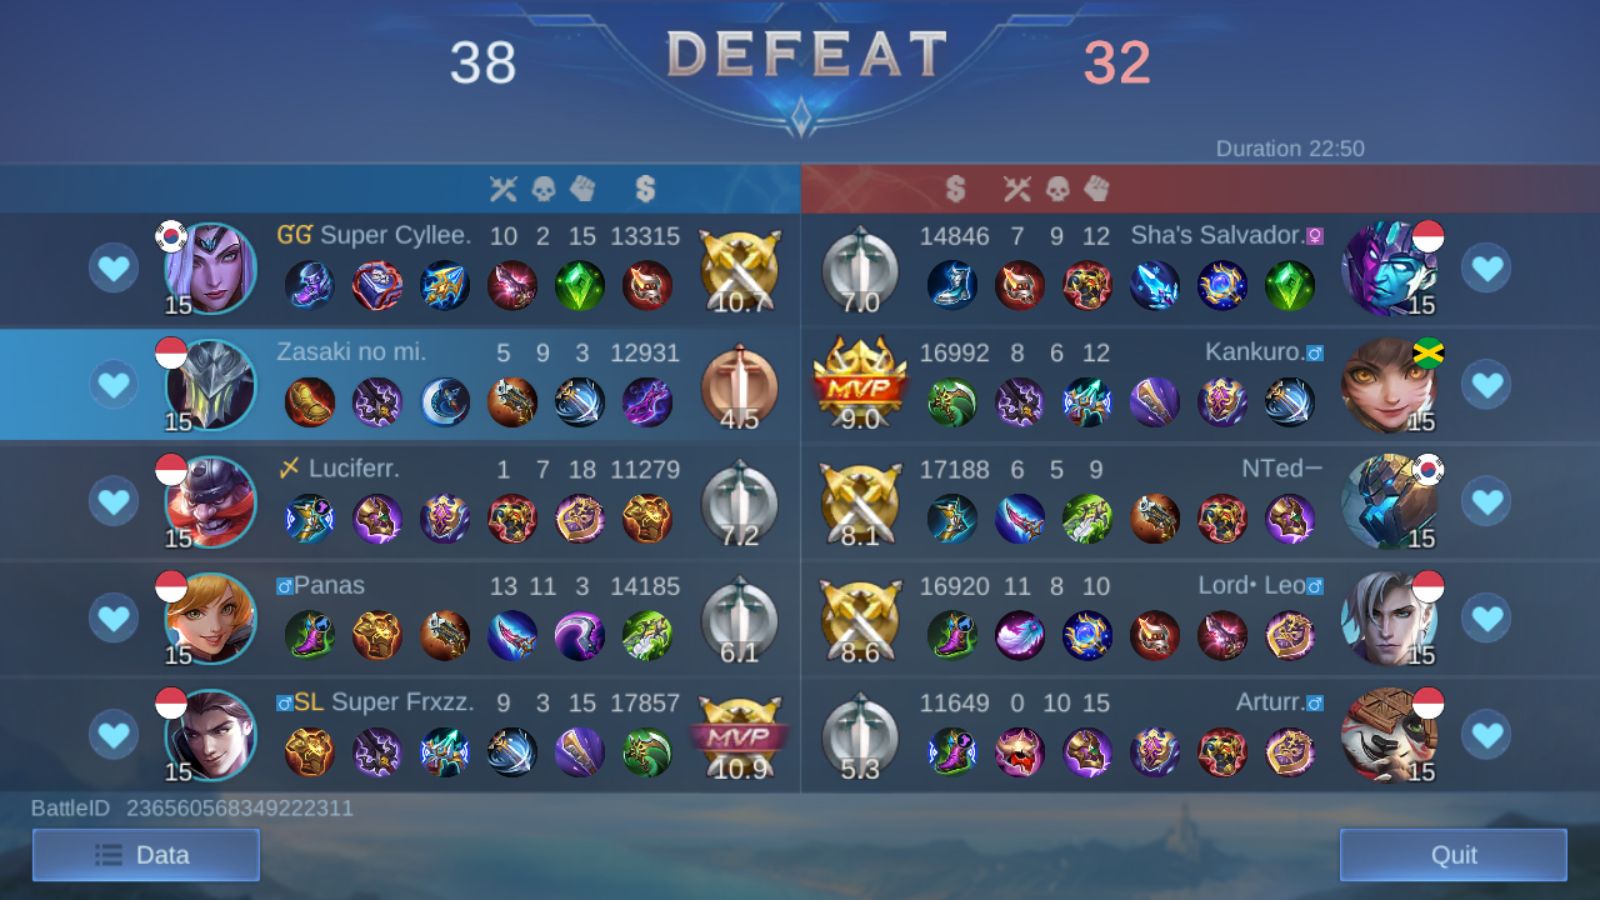 38 DEFEAT 32
Duration 22:50
GG Super Cyllee. 10 2 15 13315
15 10.7
14846 7 9 12 Sha's Salvador.
7.0 15
Zasaki no mi. 5 9 3 12931
15 4.5
16992 8 6 12 Kankuro.
MVP 9.0 15
Luciferr. 1 7 18 11279
15 7.2
17188 6 5 9 NTed一
8.1 15
Panas 13 11 3 14185
15 6.1
16920 11 8 10 Lord• Leo
8.6 15
SL Super Frxzz. 9 3 15 17857
15 MVP 10.9
11649 0 10 15 Arturr.
5.3 15
BattleID 236560568349222311
Data Quit